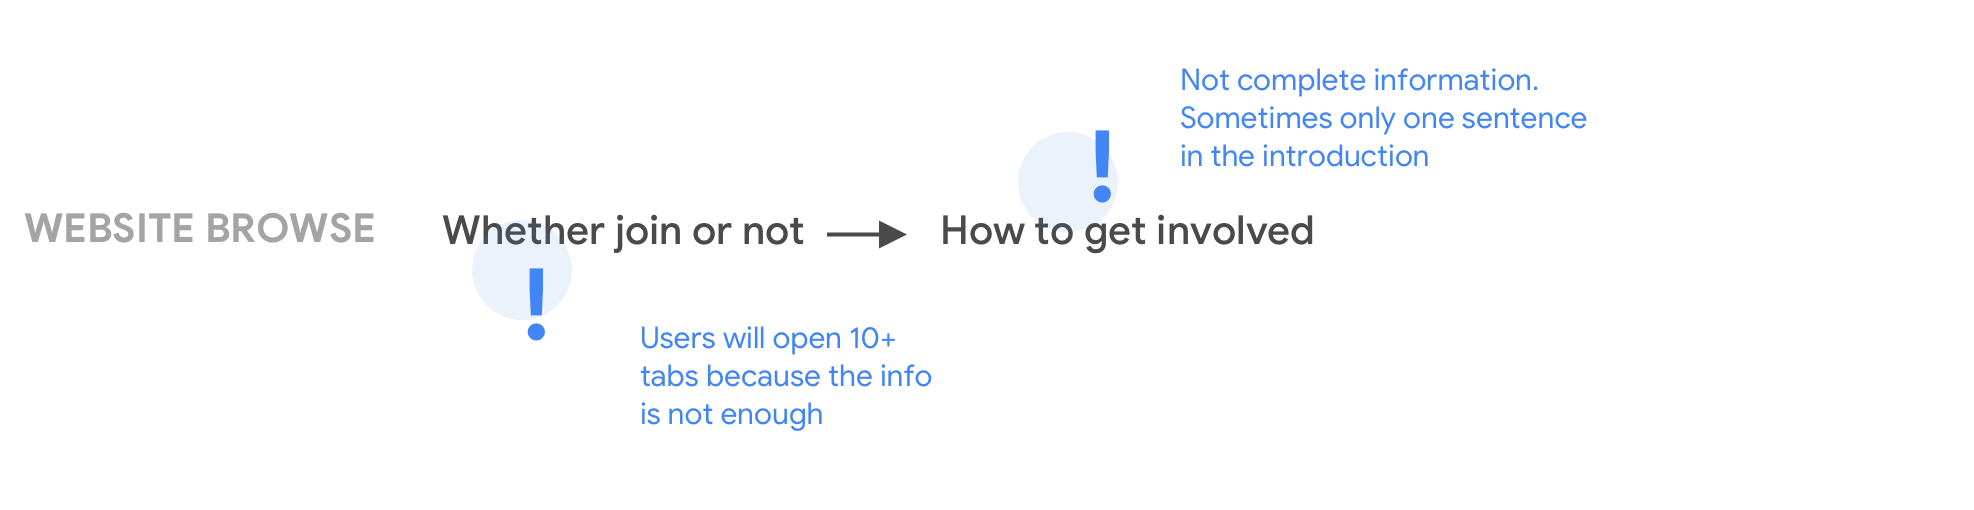 Not complete information.
Sometimes only one sentence
in the introduction
!
WEBSITE BROWSE
Whether join or not
How to get involved
!
Users will open 10+
tabs because the info
is not enough